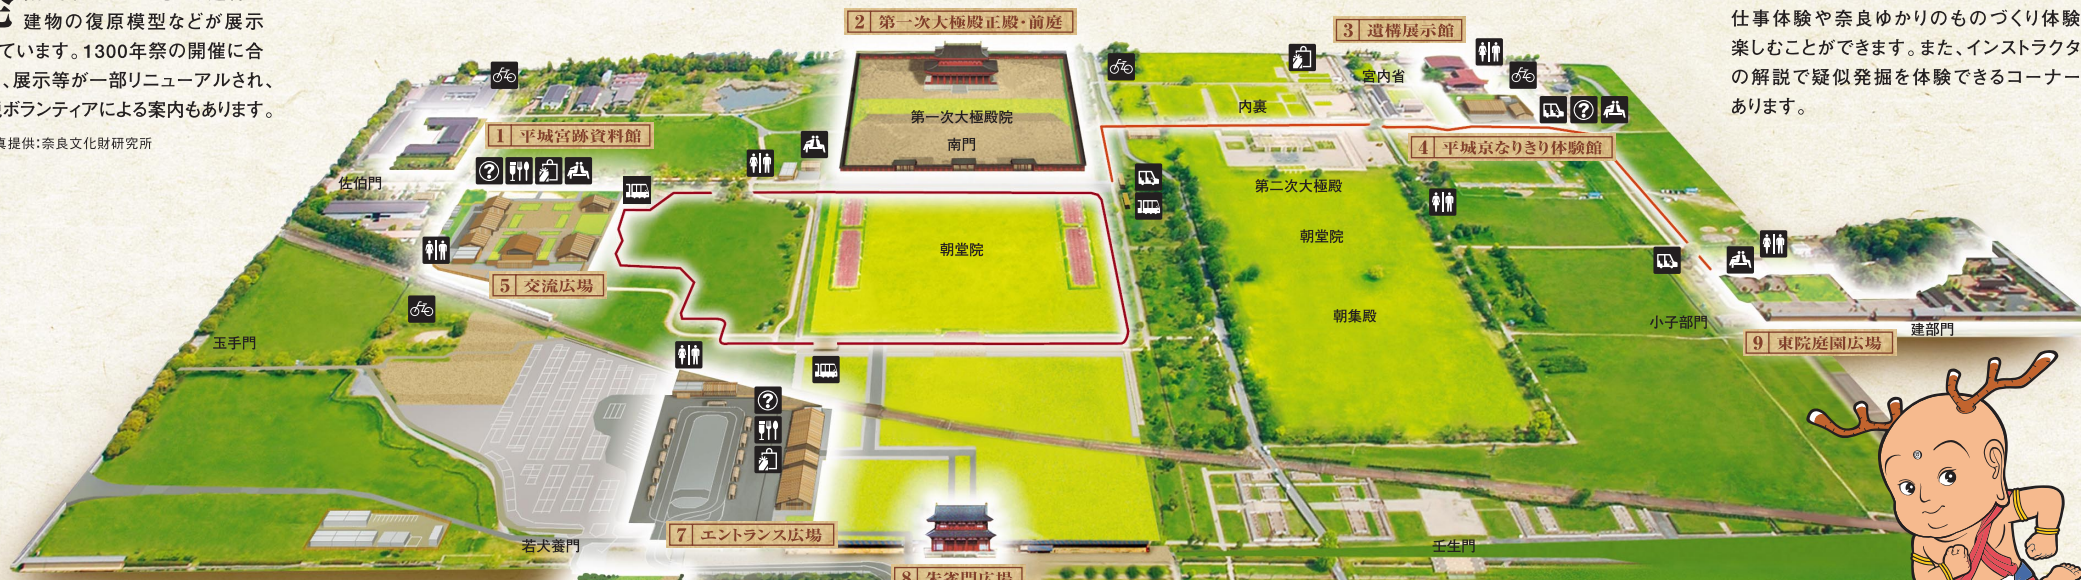 建物の復原模型などが展示
ています。1300年祭の開催に合
、展示等が一部リニューアルされ、
ボランティアによる案内もあります。
提供：奈良文化財研究所
仕事体験や奈良ゆかりのものづくり体験
楽しむことができます。また、インストラクタ
の解説で疑似発掘を体験できるコーナー
あります。
2 第一次大極殿正殿・前庭
3 遺構展示館
宮内省
内裏
第一次大極殿院
南門
1 平城宮跡資料館
4 平城京なりきり体験館
佐伯門
第二次大極殿
朝堂院
朝堂院
5 交流広場
朝集殿
小子部門
建部門
玉手門
9 東院庭園広場
7 エントランス広場
若犬養門
壬生門
8 朱雀門広場